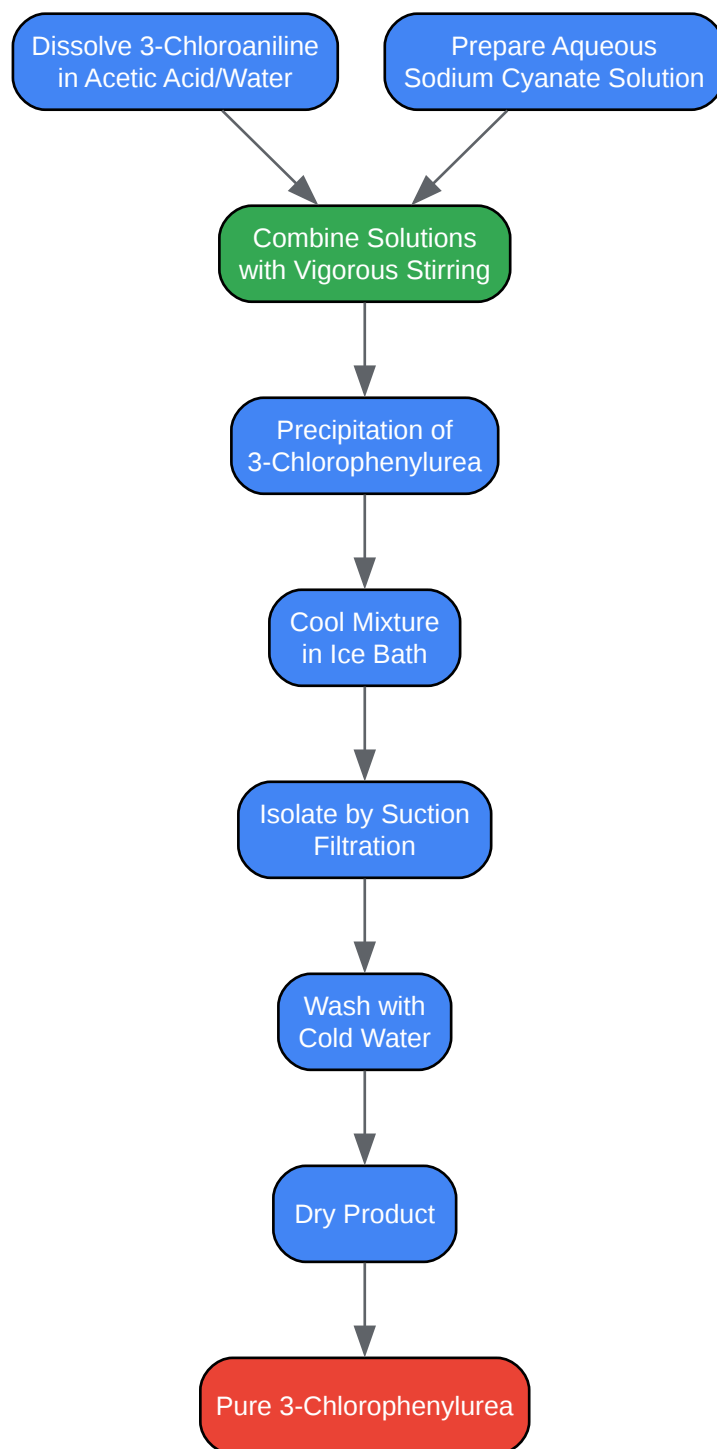 Dissolve 3-Chloroaniline
in Acetic Acid/Water
Prepare Aqueous
Sodium Cyanate Solution
Combine Solutions
with Vigorous Stirring
Precipitation of
3-Chlorophenylurea
Cool Mixture
in Ice Bath
Isolate by Suction
Filtration
Wash with
Cold Water
Dry Product
Pure 3-Chlorophenylurea